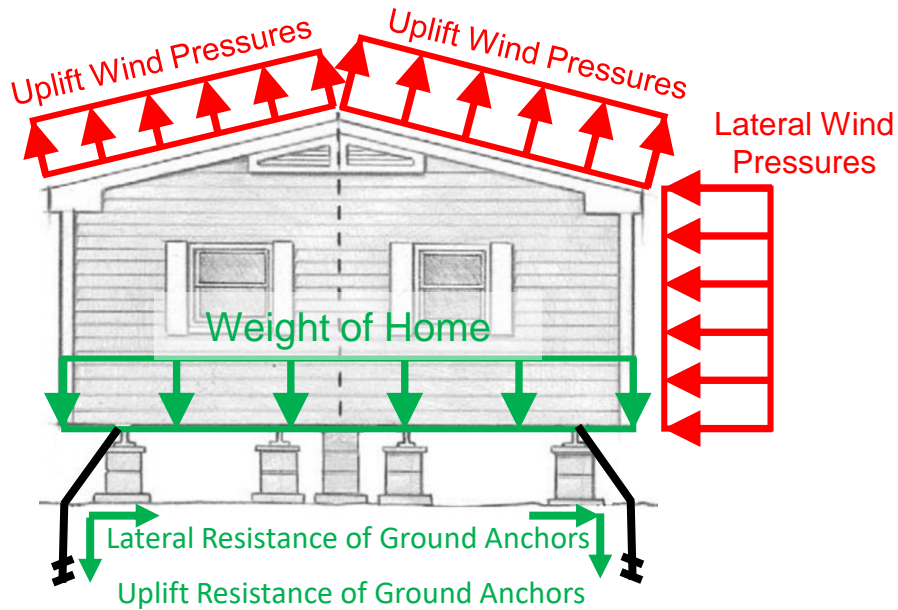 Uplift Wind Pressures
Uplift Wind Pressures
Lateral Wind
Pressures
Weight of Home
Lateral Resistance of Ground Anchors
Uplift Resistance of Ground Anchors